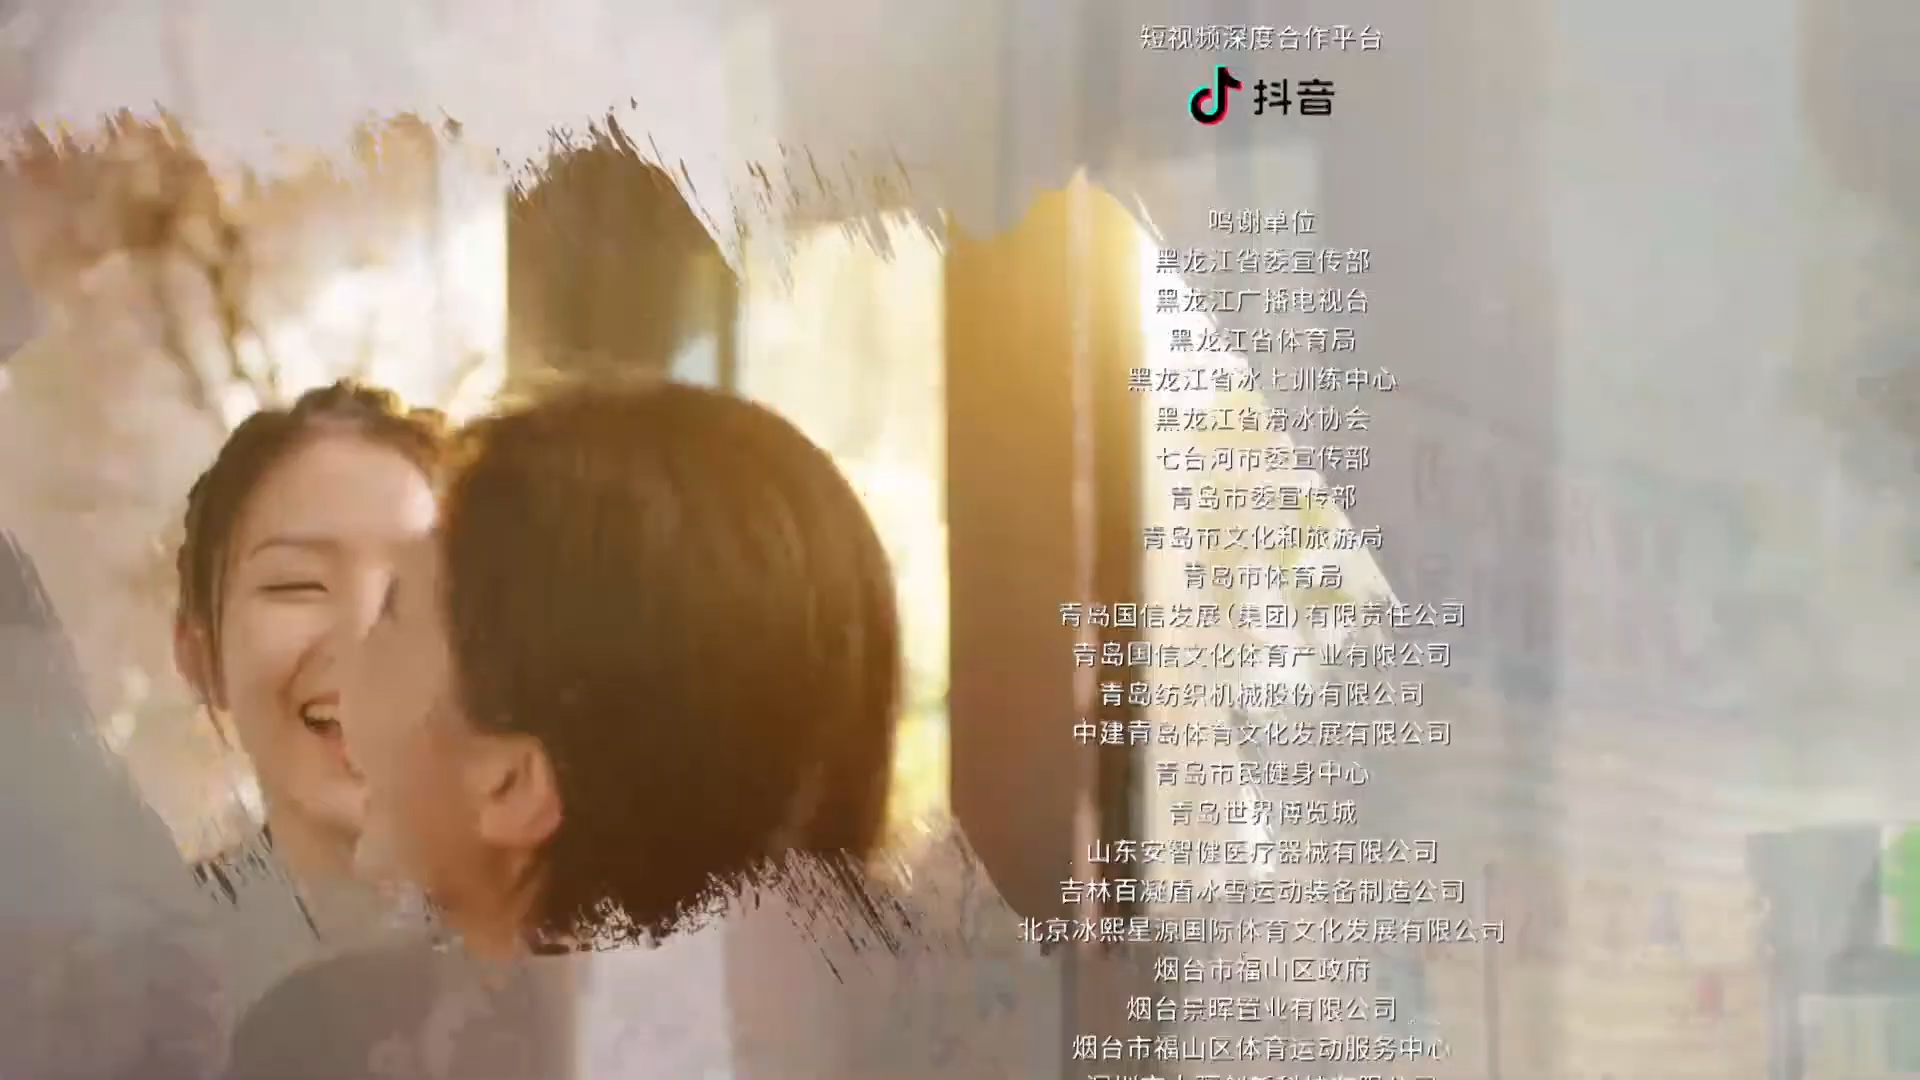 短视频深度合作平台
抖音
鸣谢单位
黑龙江省委宣传部
黑龙江广播电视台
黑龙江省体育局
黑龙江省冰上训练中心
黑龙江省滑冰协会
七台河市委宣传部
青岛市委宣传部
青岛市文化和旅游局
青岛市体育局
青岛国信发展(集团)有限责任公司
青岛国信文化体育产业有限公司
青岛纺织机械股份有限公司
中建青岛体育文化发展有限公司
青岛市民健身中心
青岛世界博览城
山东安智健医疗器械有限公司
吉林百凝盾冰雪运动装备制造公司
北京冰熙星源国际体育文化发展有限公司
烟台市福山区政府
烟台景晖置业有限公司
烟台市福山区体育运动服务中心